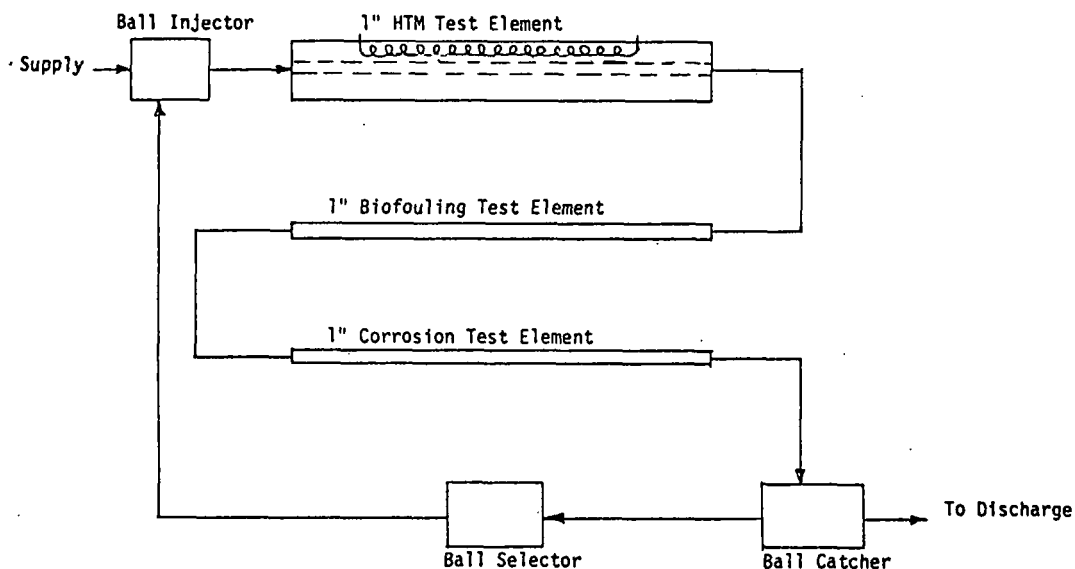 Ball Injector
1" HTM Test Element
Supply
1" Biofouling Test Element
1" Corrosion Test Element
To Discharge
Ball Selector
Ball Catcher